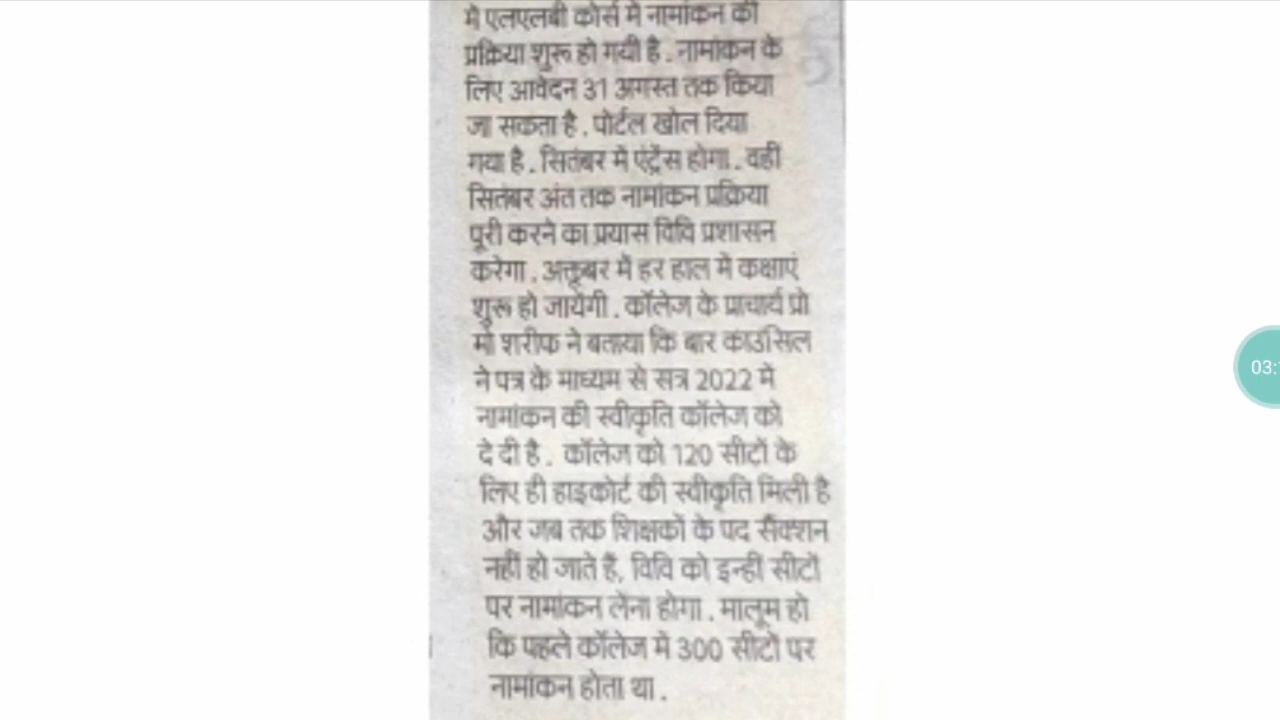 में एलएलबी कोर्स में नामांकन की
प्रक्रिया शुरू हो गयी है . नामांकन के
लिए आवेदन 31 अगस्त तक किया
जा सकता है . पोर्टल खोल दिया
गया है . सितंबर में एंट्रेंस होगा . वहीं
सितंबर अंत तक नामांकन प्रक्रिया
पूरी करने का प्रयास विवि प्रशासन
करेगा . अक्तूबर में हर हाल में कक्षाएं
शुरू हो जायेंगी . कॉलेज के प्राचार्य प्रो
मो शरीफ ने बताया कि बार काउंसिल
ने पत्र के माध्यम से सत्र 2022 में
नामांकन की स्वीकृति कॉलेज को
दे दी है . कॉलेज को 120 सीटों के
लिए ही हाइकोर्ट की स्वीकृति मिली है
और जब तक शिक्षकों के पद सैंक्शन
नहीं हो जाते हैं, विवि को इन्हीं सीटों
पर नामांकन लेना होगा . मालूम हो
कि पहले कॉलेज में 300 सीटों पर
नामांकन होता था .